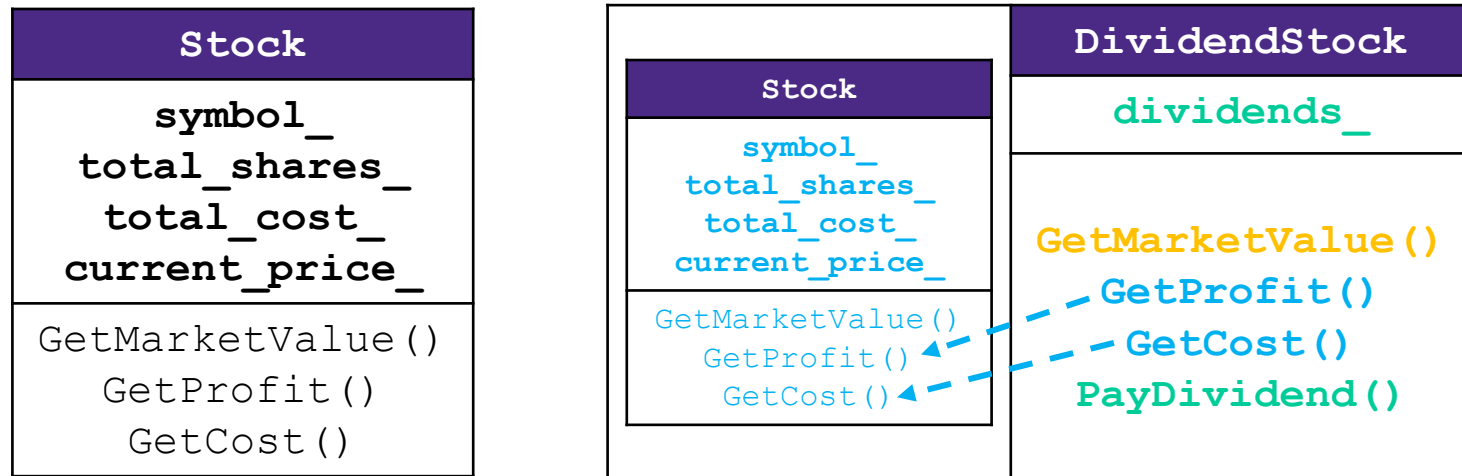 Stock
symbol_
total_shares_
total_cost_
current_price_
GetMarketValue()
GetProfit()
GetCost()
Stock
symbol_
total_shares_
total_cost_
current_price_
GetMarketValue()
GetProfit()
GetCost()
DividendStock
dividends_
GetMarketValue()
GetProfit()
GetCost()
PayDividend()